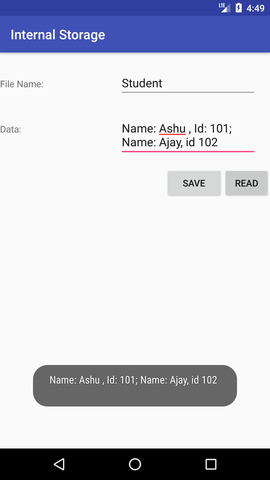 LTE 4:49
Internal Storage
File Name: Student
Data: Name: Ashu , Id: 101;
Name: Ajay, id 102
SAVE READ
Name: Ashu , Id: 101; Name: Ajay, id 102